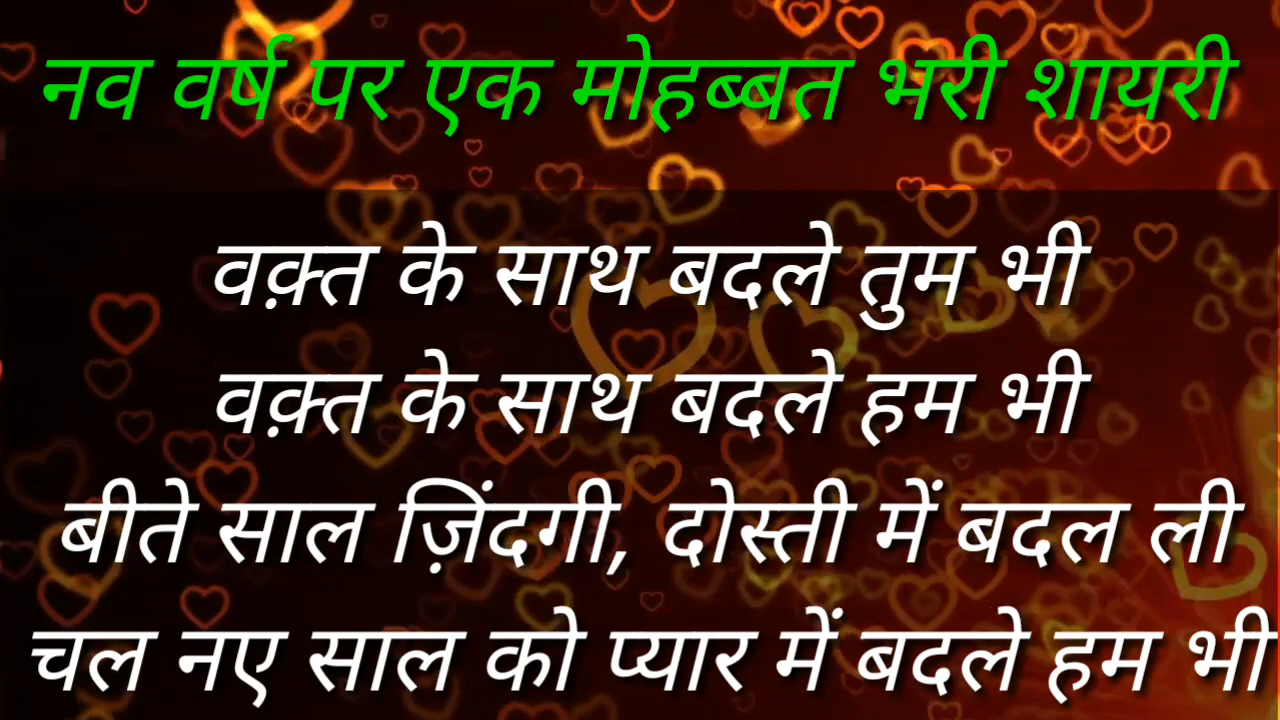 नव वर्ष पर एक मोहब्बत भरी शायरी
वक़्त के साथ बदले तुम भी
वक़्त के साथ बदले हम भी
बीते साल ज़िंदगी, दोस्ती में बदल ली
चल नए साल को प्यार में बदले हम भी